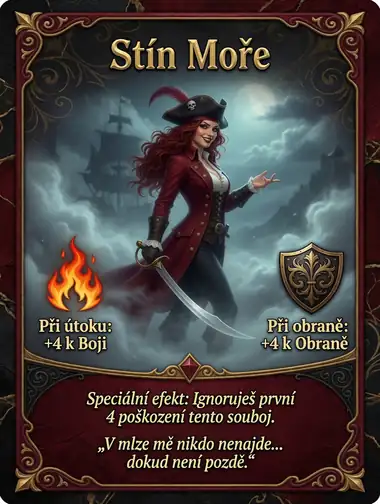 Stín Moře
Při útoku:
+4 k Boji
Při obraně:
+4 k Obraně
Speciální efekt: Ignoruješ první
4 poškození tento souboj.
„V mlze mě nikdo nenajde...
dokud není pozdě.“